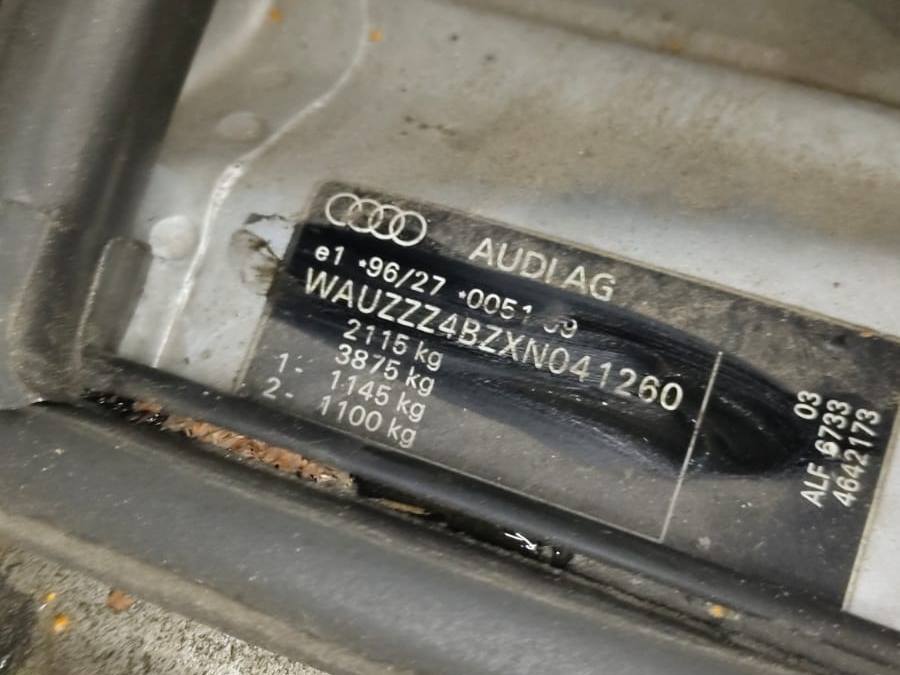 AUDI AG
e1 *96/27 *0051
WAUZZZ4BZXN041260
2115 kg
3875 kg
1- 1145 kg
2- 1100 kg
03
ALF 6733
4642173